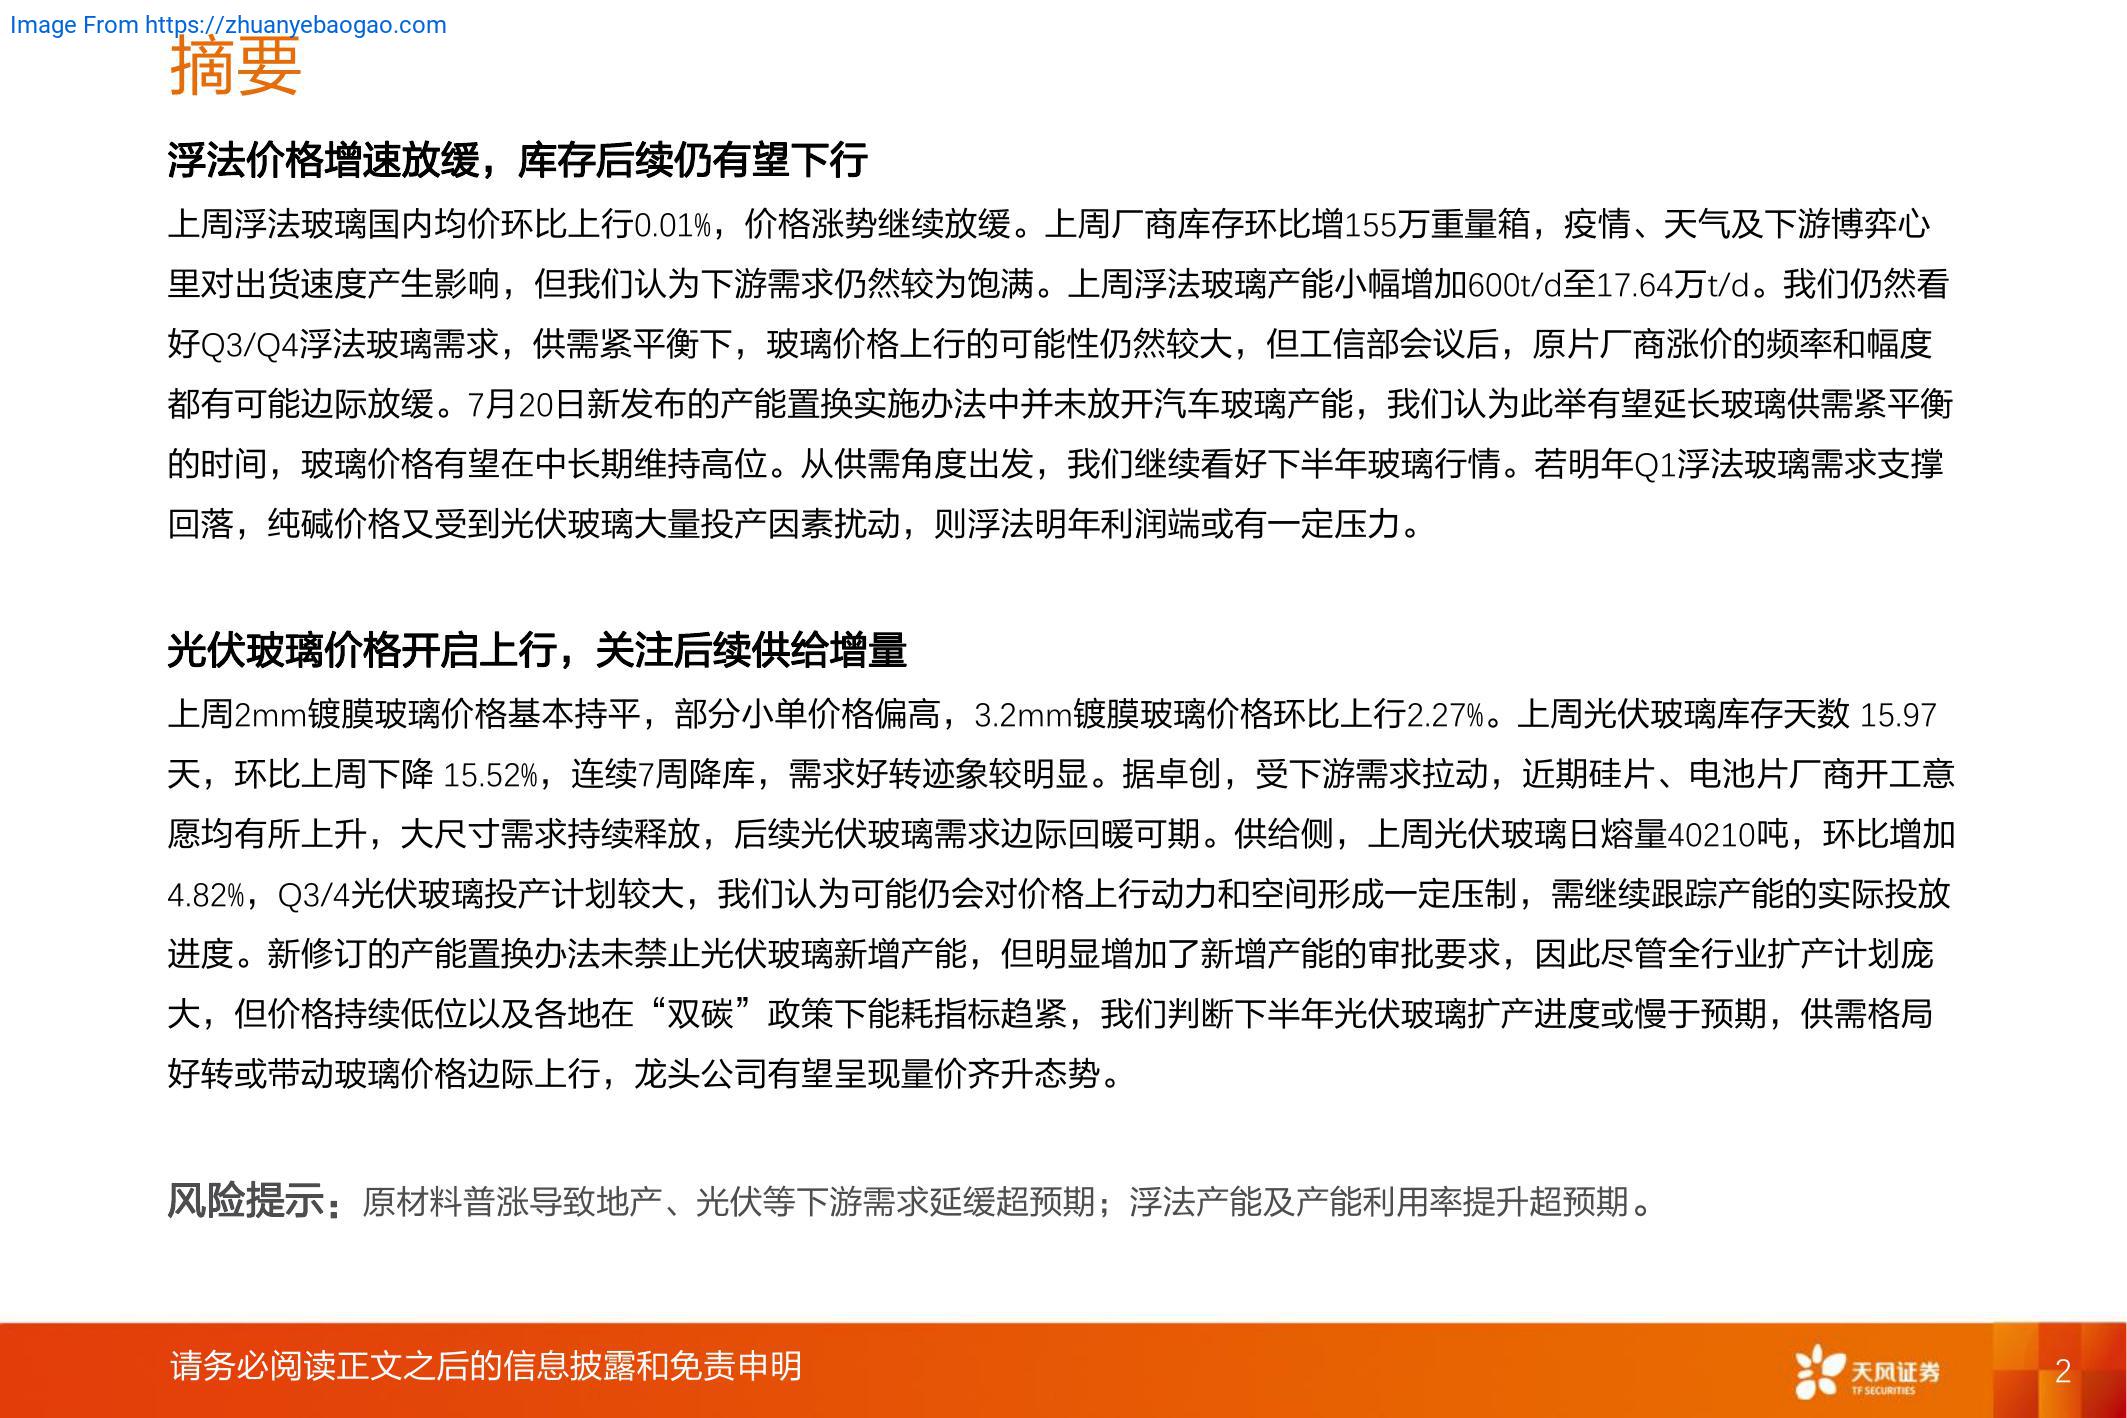 Image From https://zhuanyebaogao.com
摘要
浮法价格增速放缓，库存后续仍有望下行
上周浮法玻璃国内均价环比上行0.01%，价格涨势继续放缓。上周厂商库存环比增155万重量箱，疫情、天气及下游博弈心
里对出货速度产生影响，但我们认为下游需求仍然较为饱满。上周浮法玻璃产能小幅增加600t/d至17.64万t/d。我们仍然看
好Q3/Q4浮法玻璃需求，供需紧平衡下，玻璃价格上行的可能性仍然较大，但工信部会议后，原片厂商涨价的频率和幅度
都有可能边际放缓。7月20日新发布的产能置换实施办法中并未放开汽车玻璃产能，我们认为此举有望延长玻璃供需紧平衡
的时间，玻璃价格有望在中长期维持高位。从供需角度出发，我们继续看好下半年玻璃行情。若明年Q1浮法玻璃需求支撑
回落，纯碱价格又受到光伏玻璃大量投产因素扰动，则浮法明年利润端或有一定压力。
光伏玻璃价格开启上行，关注后续供给增量
上周2mm镀膜玻璃价格基本持平，部分小单价格偏高，3.2mm镀膜玻璃价格环比上行2.27%。上周光伏玻璃库存天数 15.97
天，环比上周下降 15.52%，连续7周降库，需求好转迹象较明显。据卓创，受下游需求拉动，近期硅片、电池片厂商开工意
愿均有所上升，大尺寸需求持续释放，后续光伏玻璃需求边际回暖可期。供给侧，上周光伏玻璃日熔量40210吨，环比增加
4.82%，Q3/4光伏玻璃投产计划较大，我们认为可能仍会对价格上行动力和空间形成一定压制，需继续跟踪产能的实际投放
进度。新修订的产能置换办法未禁止光伏玻璃新增产能，但明显增加了新增产能的审批要求，因此尽管全行业扩产计划庞
大，但价格持续低位以及各地在“双碳”政策下能耗指标趋紧，我们判断下半年光伏玻璃扩产进度或慢于预期，供需格局
好转或带动玻璃价格边际上行，龙头公司有望呈现量价齐升态势。
风险提示：原材料普涨导致地产、光伏等下游需求延缓超预期；浮法产能及产能利用率提升超预期。
请务必阅读正文之后的信息披露和免责申明
天风证券
TF SECURITIES
2